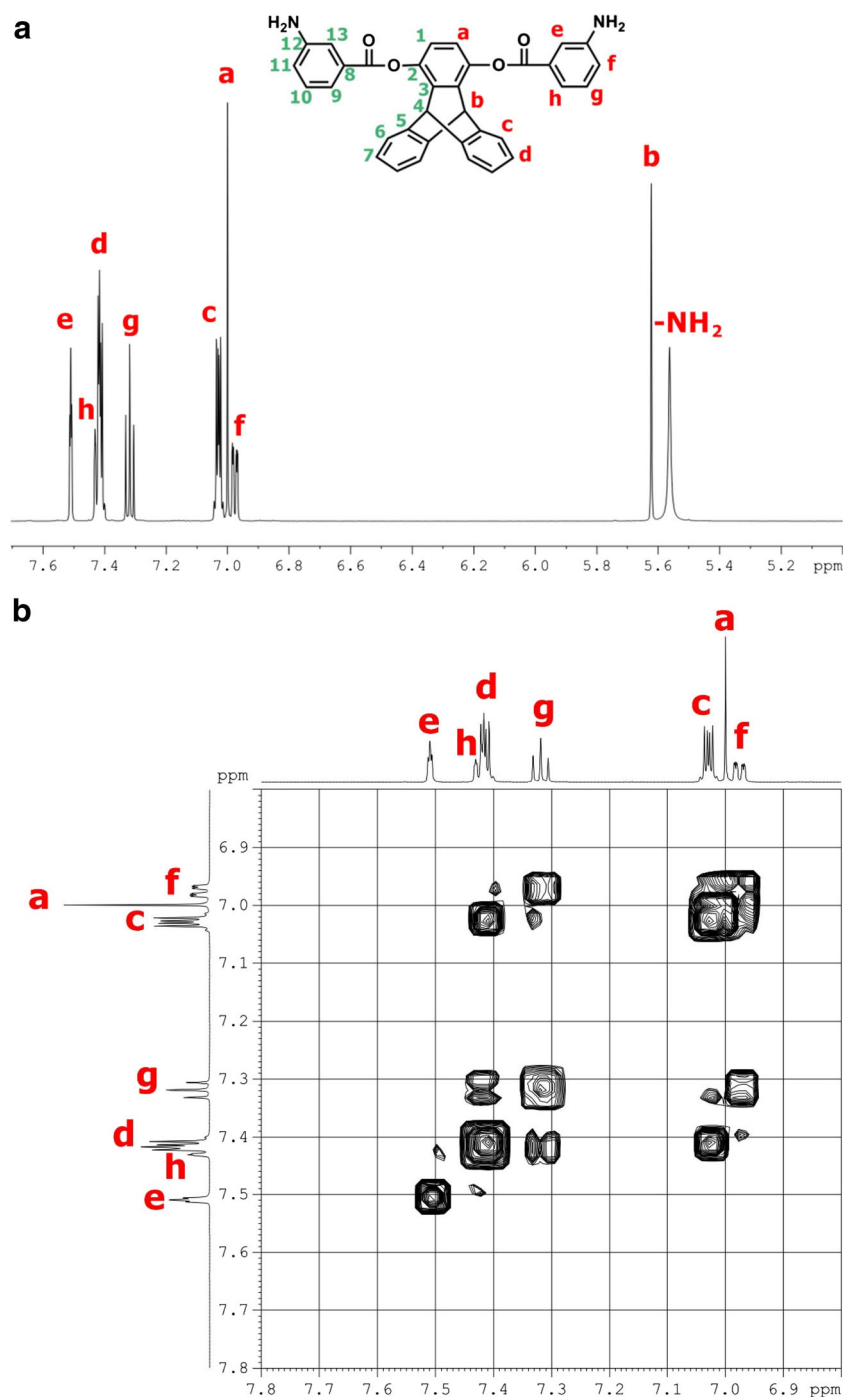 a
H₂N
NH₂
12
13
11
10
9
8
O
O
1
2
3
4
5
6
7
a
O
O
b
c
d
e
f
g
h
a
b
d
e
g
h
c
f
-NH₂
7.6 7.4 7.2 7.0 6.8 6.6 6.4 6.2 6.0 5.8 5.6 5.4 5.2 ppm
b
a
d
c
e
g
h
f
ppm
6.9
f
a
7.0
c
7.1
7.2
g
7.3
d
7.4
h
e
7.5
7.6
7.7
7.8
7.8 7.7 7.6 7.5 7.4 7.3 7.2 7.1 7.0 6.9 ppm